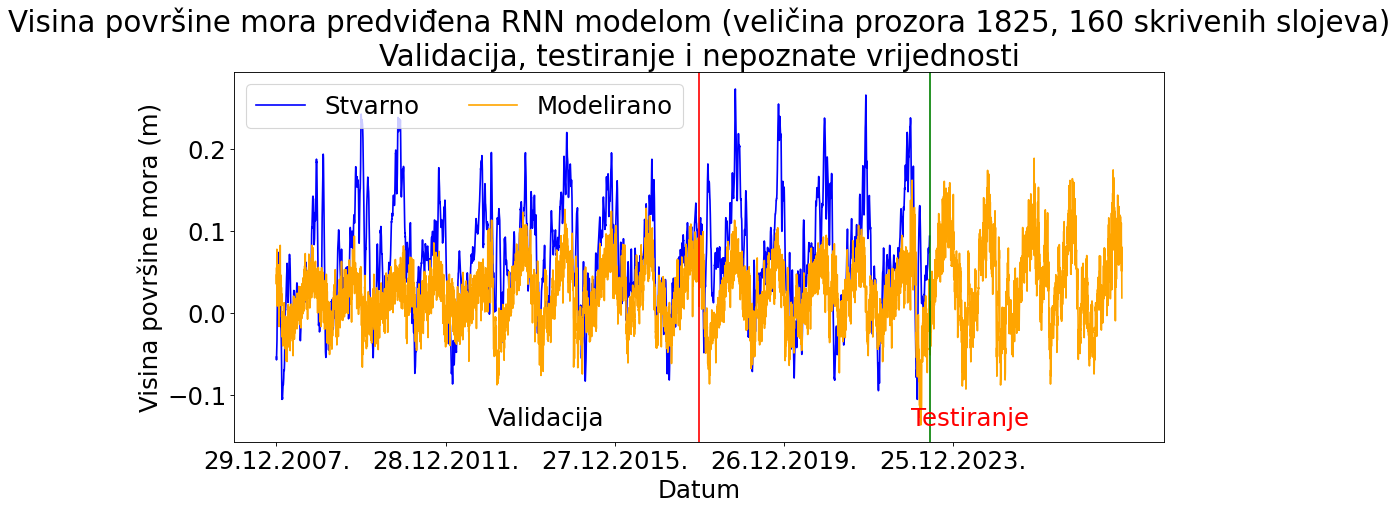 Visina površine mora predviđena RNN modelom (veličina prozora 1825, 160 skrivenih slojeva)
Validacija, testiranje i nepoznate vrijednosti
Stvarno
Modelirano
Visina površine mora (m)
0.2
0.1
0.0
−0.1
Validacija
Testiranje
29.12.2007.
28.12.2011.
27.12.2015.
26.12.2019.
25.12.2023.
Datum